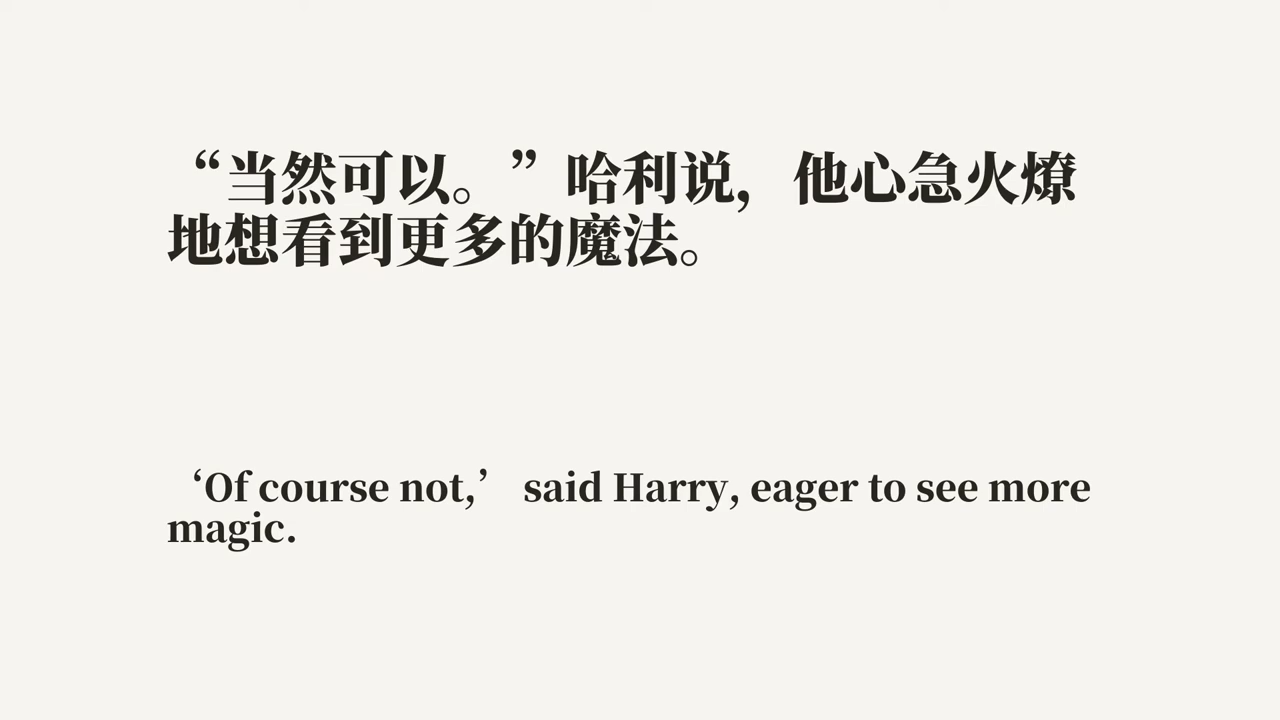 “当然可以。”哈利说，他心急火燎
地想看到更多的魔法。
‘Of course not,’ said Harry, eager to see more
magic.